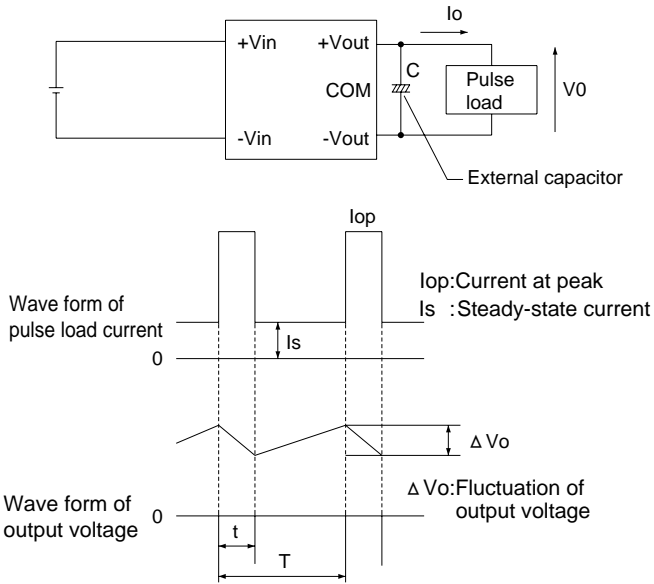 Io
+Vin
+Vout
C
COM
Pulse
load
V0
-Vin
-Vout
External capacitor
Iop
Iop:Current at peak
Is :Steady-state current
Wave form of
pulse load current
Is
0
Δ Vo
Δ Vo:Fluctuation of
output voltage
Wave form of
output voltage
0
t
T